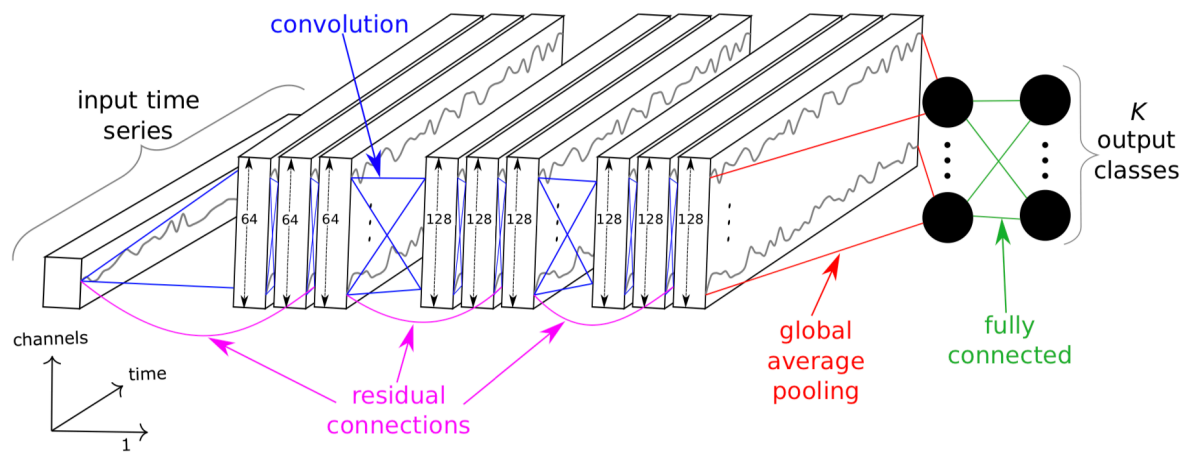 convolution
input time
series
64
64
64
128
128
128
128
128
128
K
output
classes
channels
time
1
residual
connections
global
average
pooling
fully
connected